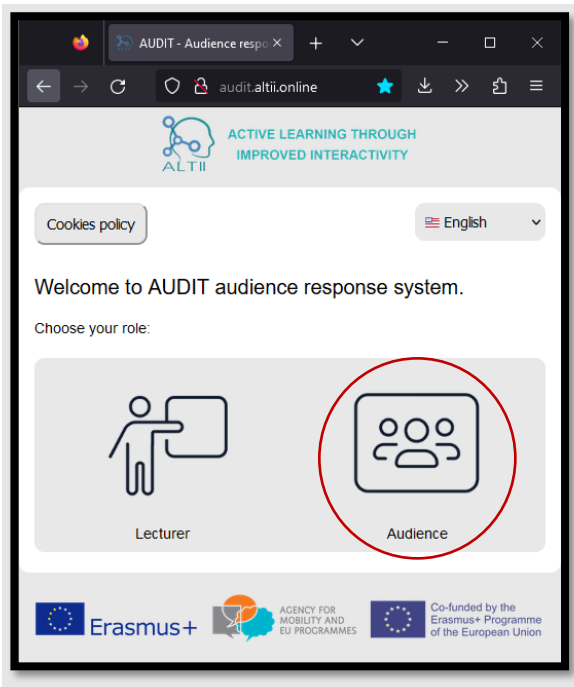 AUDIT - Audience respo
audit.altii.online
ALTII
ACTIVE LEARNING THROUGH
IMPROVED INTERACTIVITY
Cookies policy
English
Welcome to AUDIT audience response system.
Choose your role:
Lecturer
Audience
Erasmus+
AGENCY FOR
MOBILITY AND
EU PROGRAMMES
Co-funded by the
Erasmus+ Programme
of the European Union